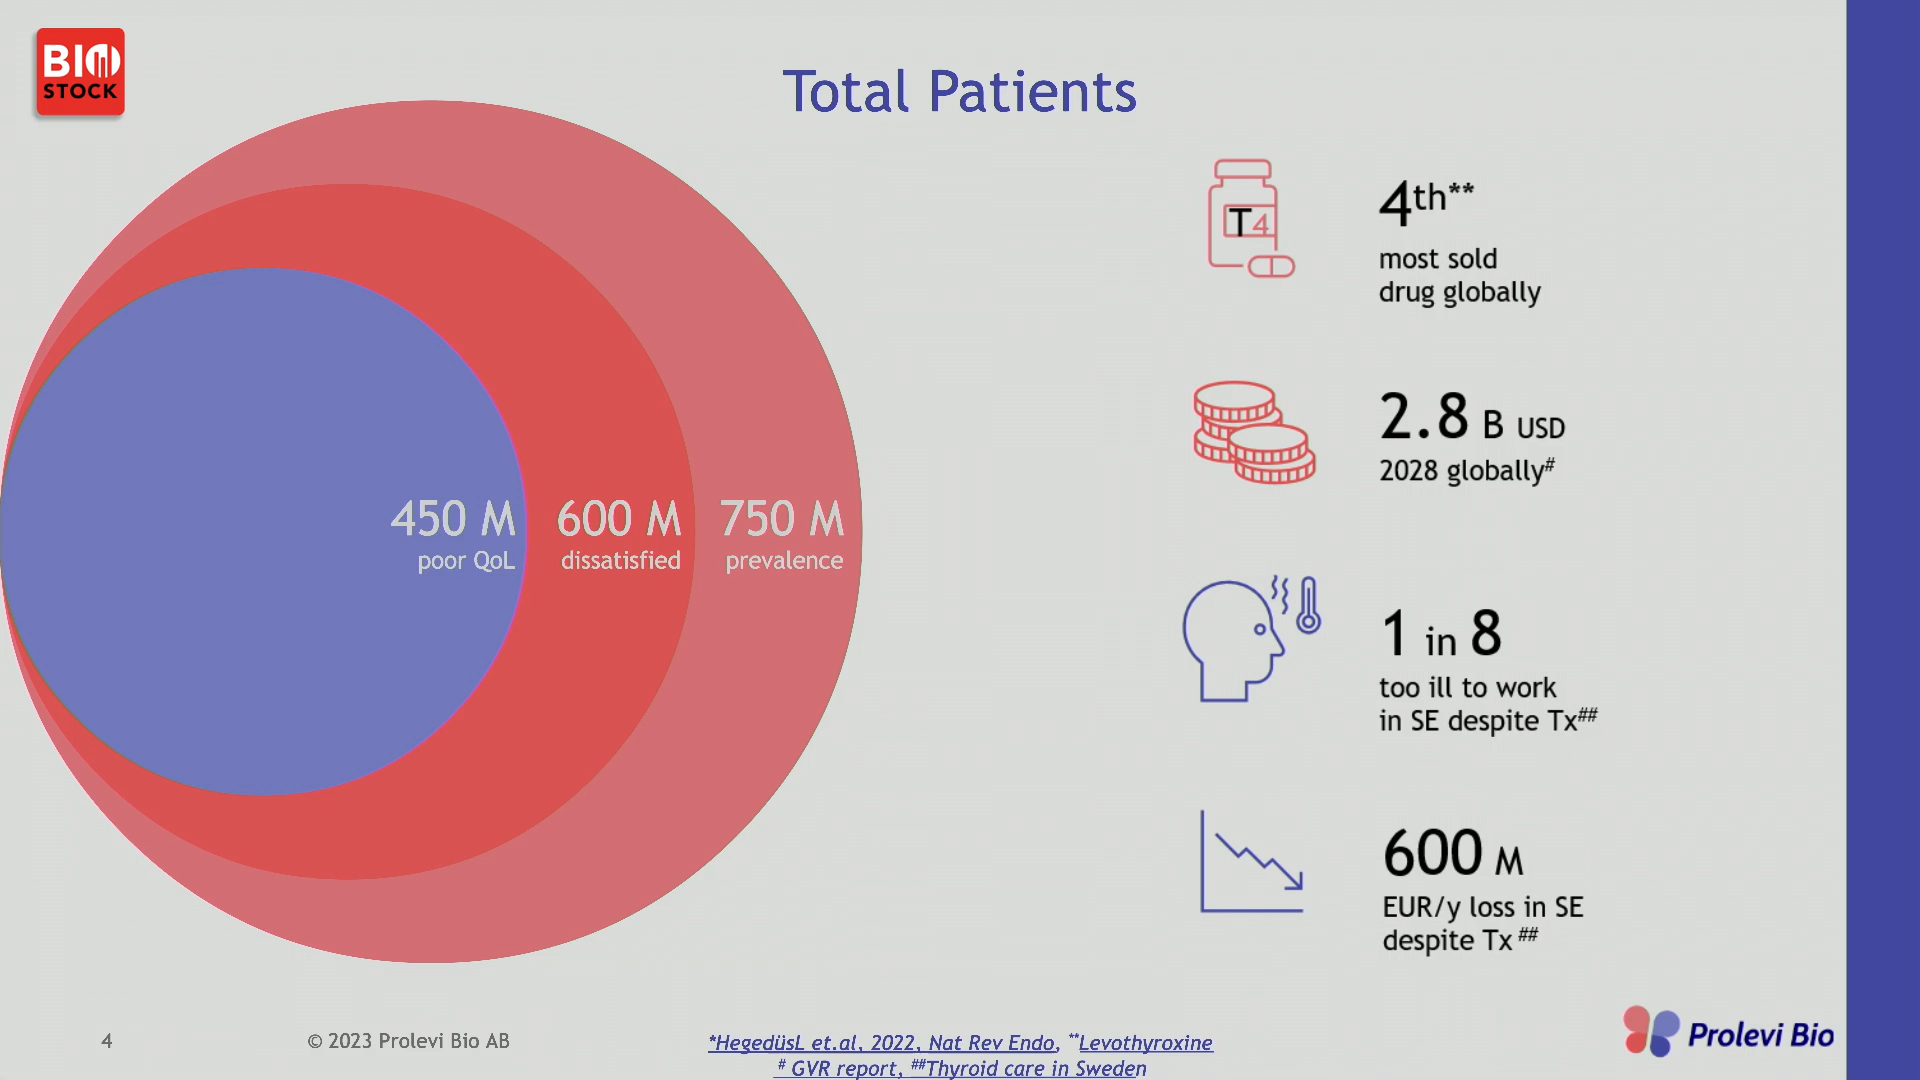 BIO
STOCK
Total Patients
450 M
poor QoL
600 M
dissatisfied
750 M
prevalence
T4
4th**
most sold
drug globally
2.8 B USD
2028 globally#
1 in 8
too ill to work
in SE despite Tx##
600 M
EUR/y loss in SE
despite Tx ##
4
© 2023 Prolevi Bio AB
*HegedüsL et.al, 2022, Nat Rev Endo, **Levothyroxine
# GVR report, ##Thyroid care in Sweden
Prolevi Bio